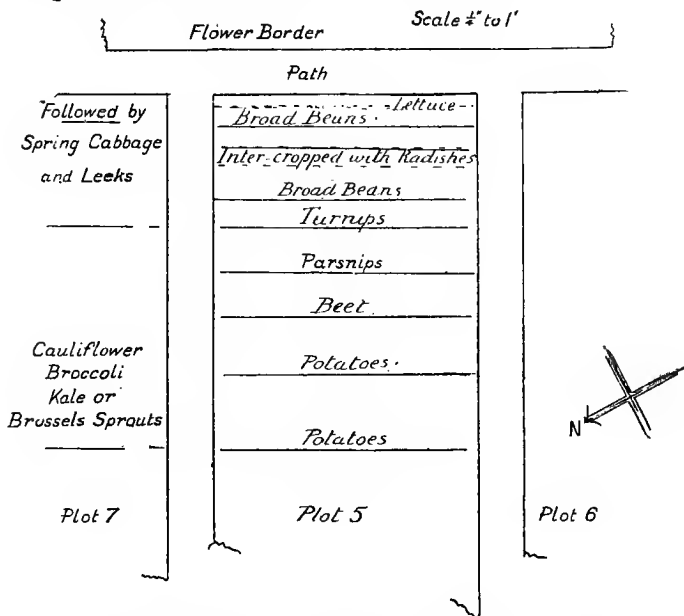 Scale ¼" to 1'
Flower Border
Path
Followed by
Spring Cabbage
and Leeks
Cauliflower
Broccoli
Kale or
Brussels Sprouts
Plot 7
Lettuce
Broad Beans.
Inter-cropped with Radishes
Broad Beans
Turnips
Parsnips
Beet.
Potatoes.
Potatoes
Plot 5
Plot 6
N